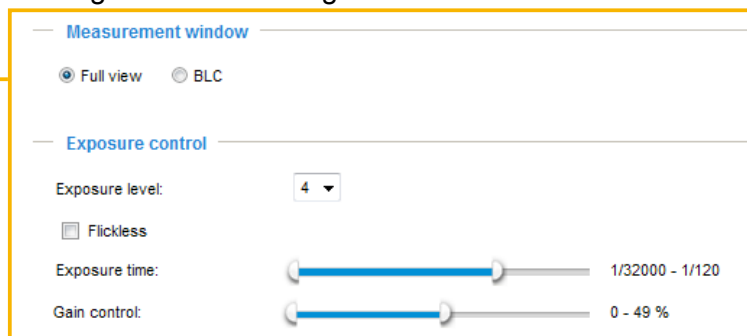 Measurement window
Full view BLC
Exposure control
Exposure level: 4
Flickless
Exposure time: 1/32000 - 1/120
Gain control: 0 - 49 %